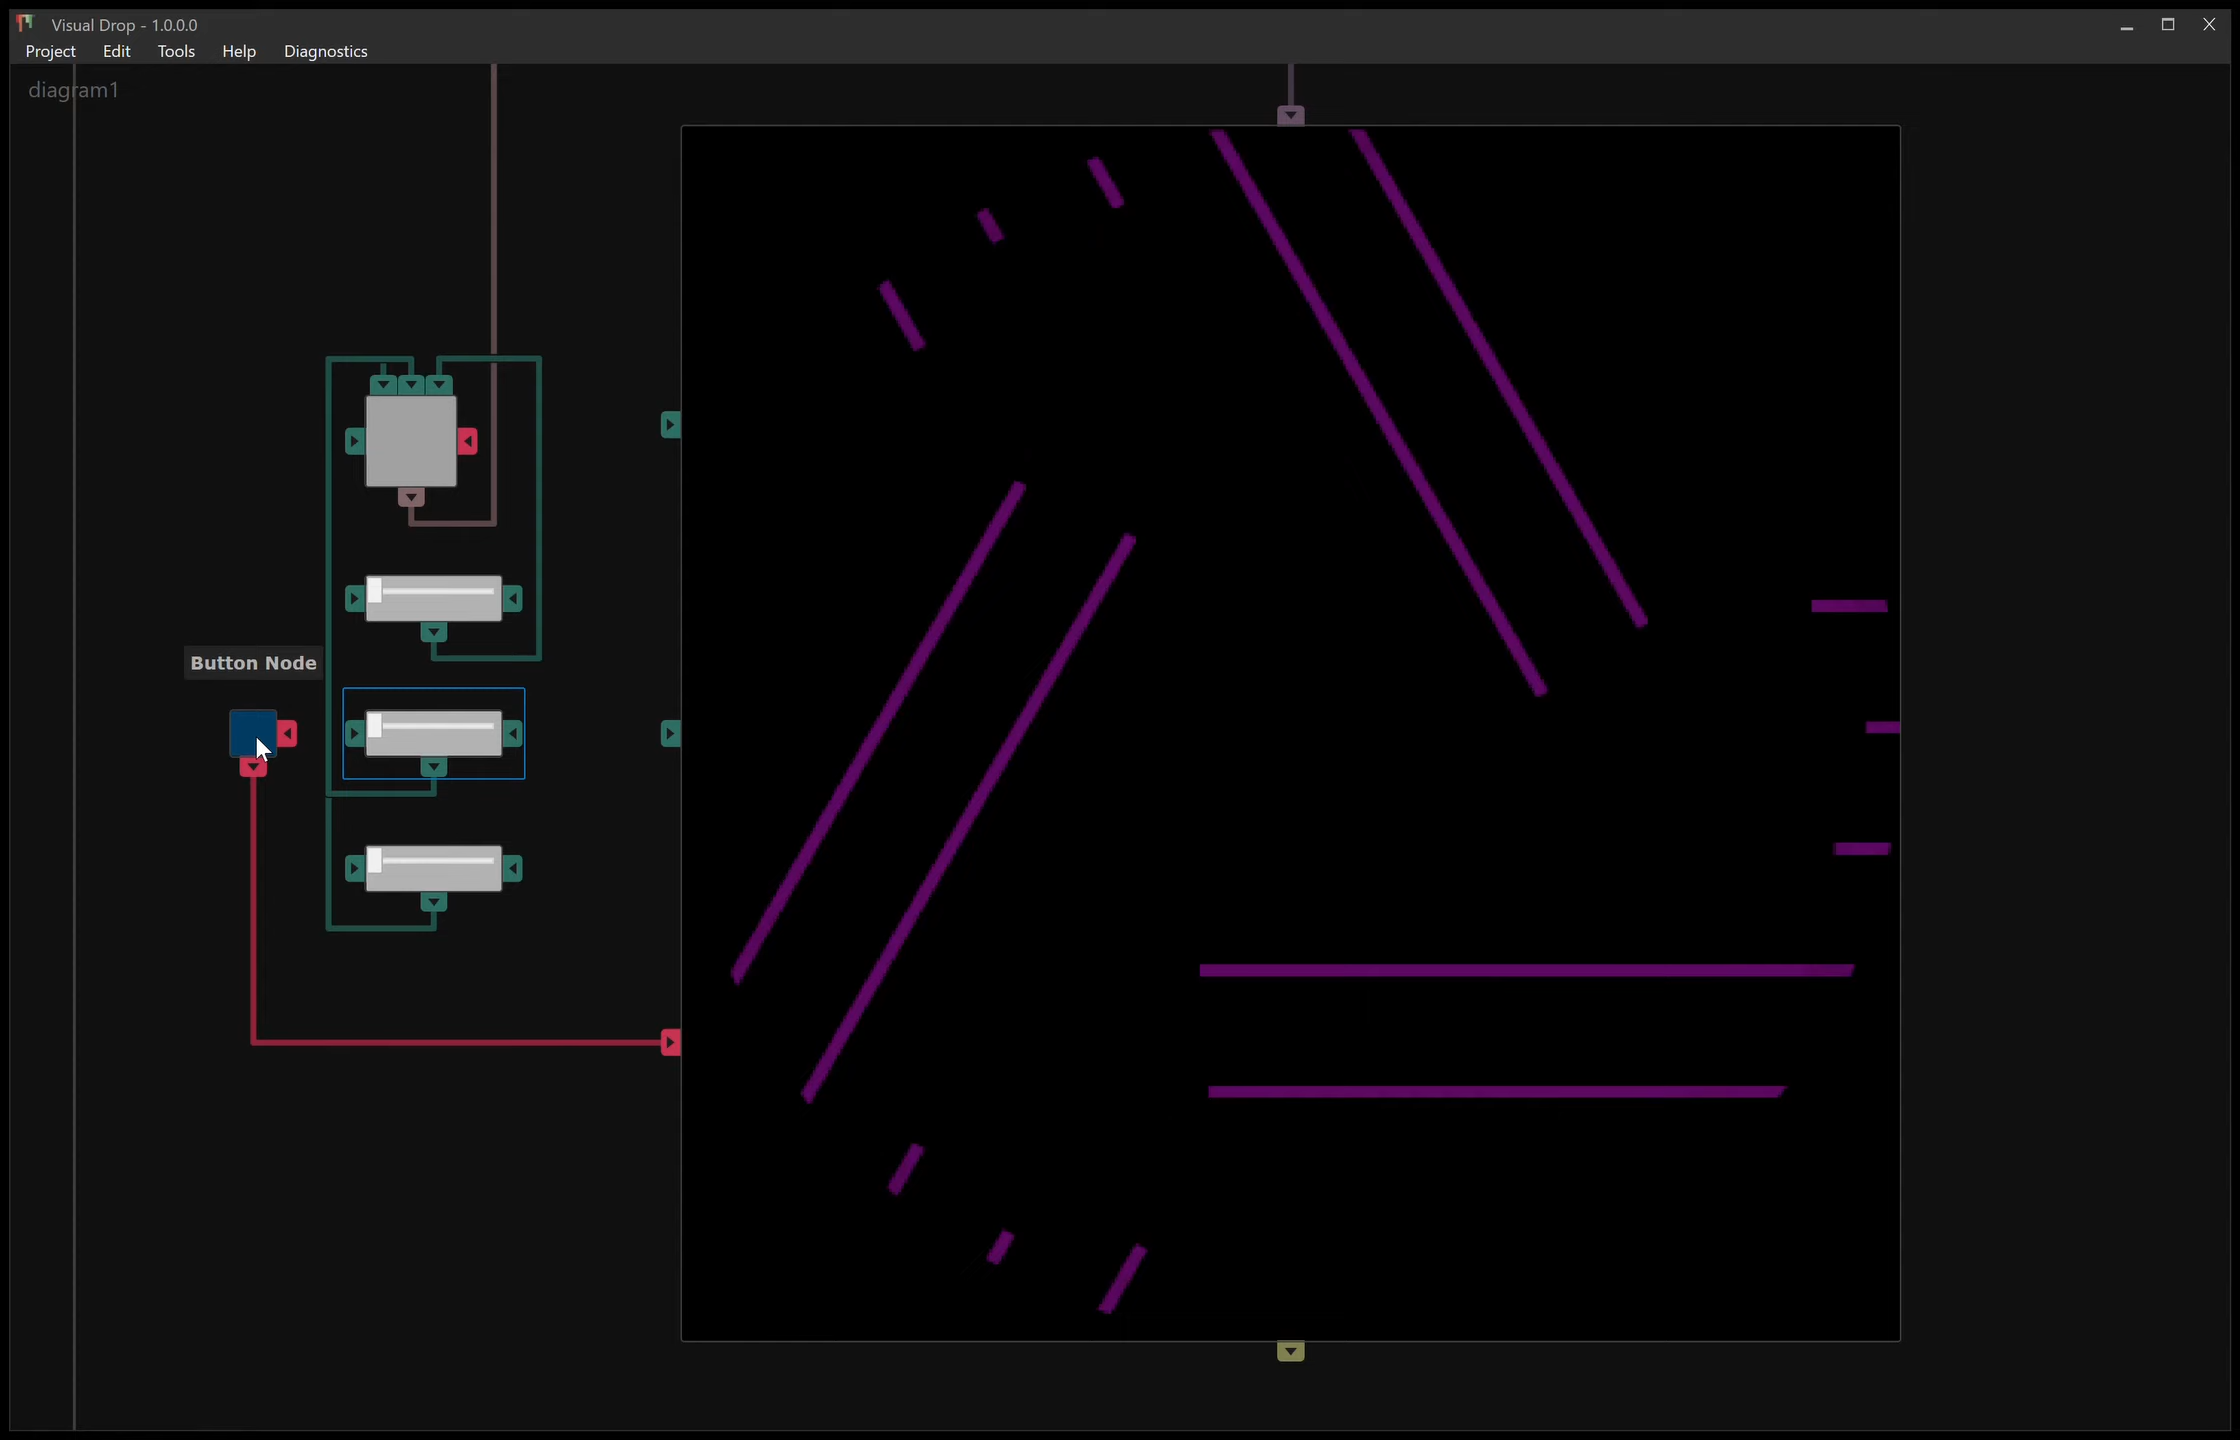 Visual Drop - 1.0.0.0
Project Edit Tools Help Diagnostics
diagram1
Button Node